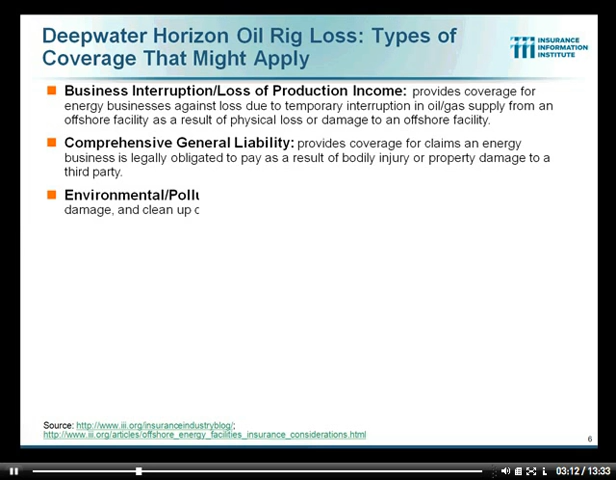 Deepwater Horizon Oil Rig Loss: Types of
Coverage That Might Apply
INSURANCE
INFORMATION
INSTITUTE
Business Interruption/Loss of Production Income: provides coverage for
energy businesses against loss due to temporary interruption in oil/gas supply from an
offshore facility as a result of physical loss or damage to an offshore facility.
Comprehensive General Liability: provides coverage for claims an energy
business is legally obligated to pay as a result of bodily injury or property damage to a
third party.
Environmental/Pollu
damage, and clean up c
Source: http://www.iii.org/insuranceindustryblog/;
http://www.iii.org/articles/offshore_energy_facilities_insurance_considerations.html
6
03:12 / 13:33